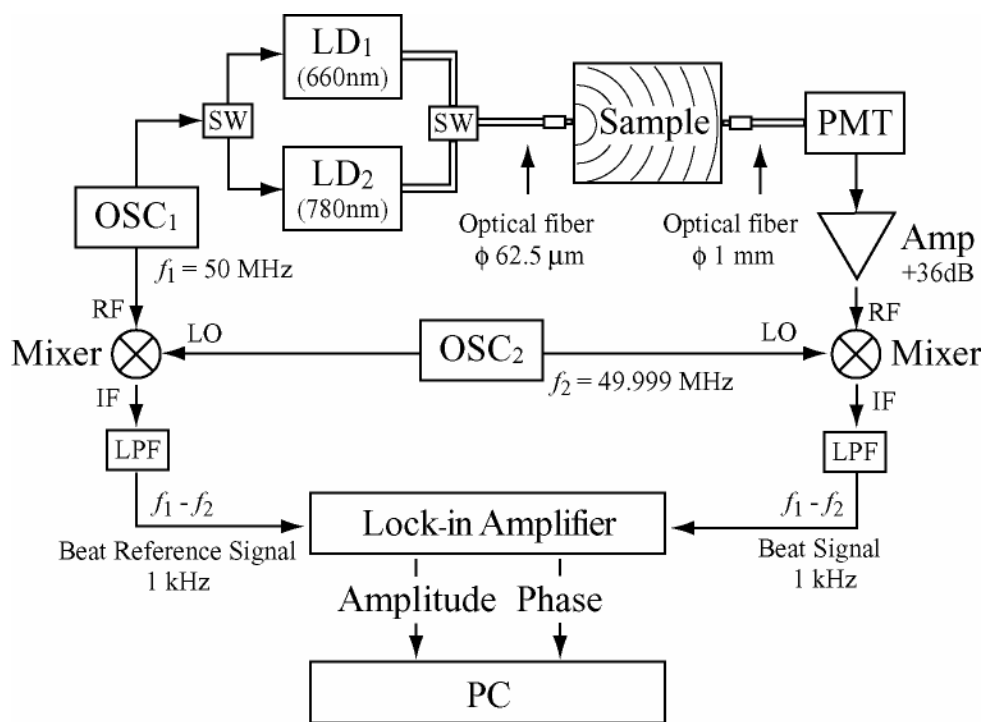 LD₁
(660nm)
SW
SW
Sample
PMT
LD₂
(780nm)
OSC₁
Optical fiber
φ 62.5 μm
Optical fiber
φ 1 mm
Amp
+36dB
f₁ = 50 MHz
RF
RF
Mixer
LO
OSC₂
LO
Mixer
f₂ = 49.999 MHz
IF
IF
LPF
LPF
f₁ - f₂
f₁ - f₂
Lock-in Amplifier
Beat Reference Signal
1 kHz
Beat Signal
1 kHz
Amplitude
Phase
PC